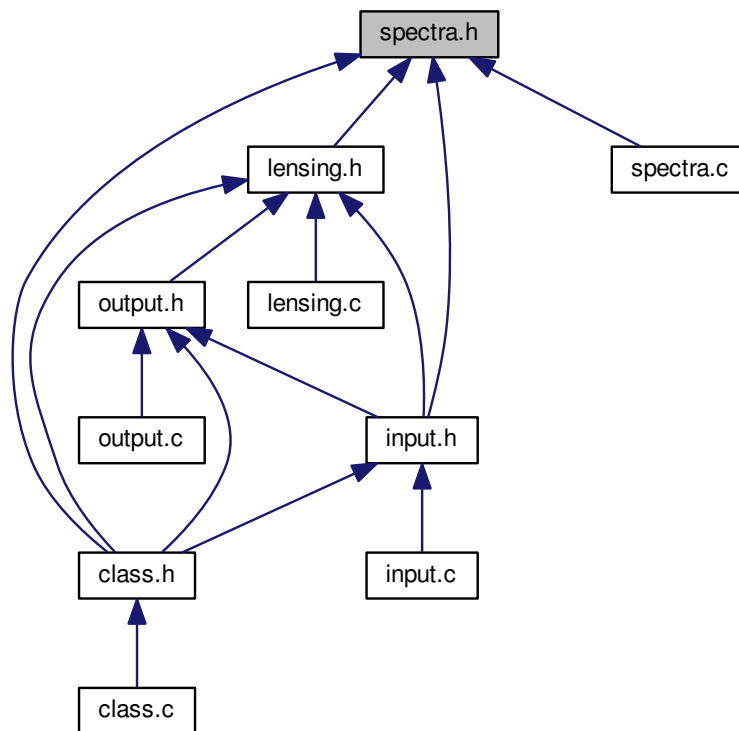 spectra.h
lensing.h
spectra.c
output.h
lensing.c
output.c
input.h
class.h
input.c
class.c